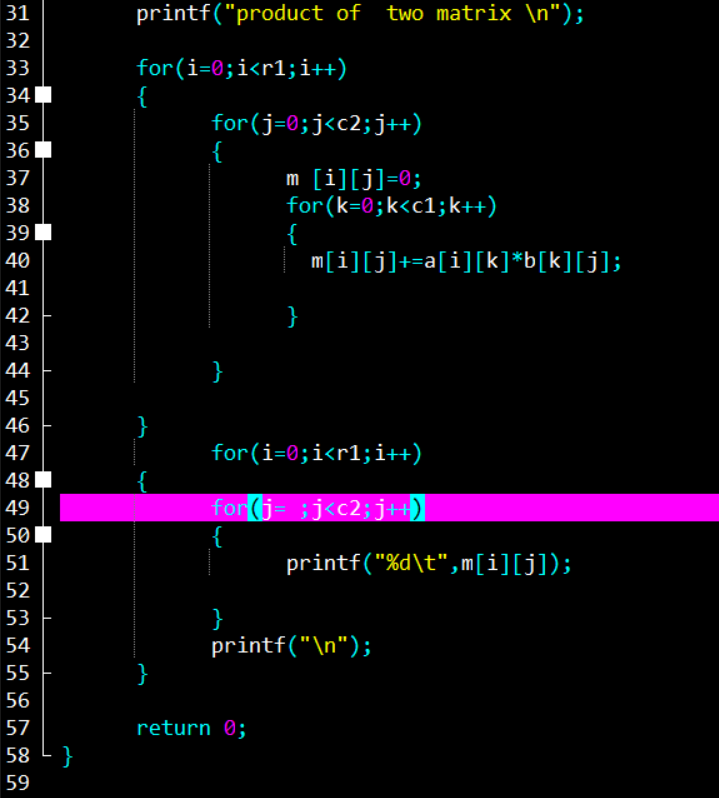 31 printf("product of  two matrix \n");
32
33 for(i=0;i<r1;i++)
34 {
35 for(j=0;j<c2;j++)
36 {
37 m [i][j]=0;
38 for(k=0;k<c1;k++)
39 {
40 m[i][j]+=a[i][k]*b[k][j];
41
42 }
43
44 }
45
46 }
47 for(i=0;i<r1;i++)
48 {
49 for(j= ;j<c2;j++)
50 {
51 printf("%d\t",m[i][j]);
52
53 }
54 printf("\n");
55 }
56
57 return 0;
58 }
59